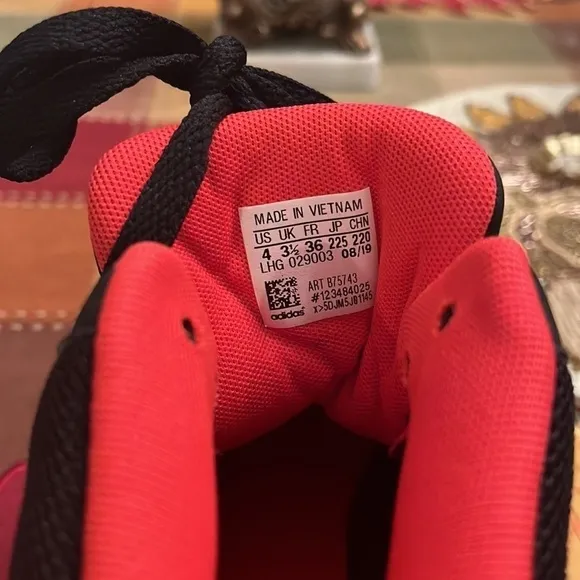 MADE IN VIETNAM
US UK FR JP CHN
4 3½ 36 225 220
LHG 029003 08/19
ART B75743
#123484025
X>5DJM5J81145
adidas